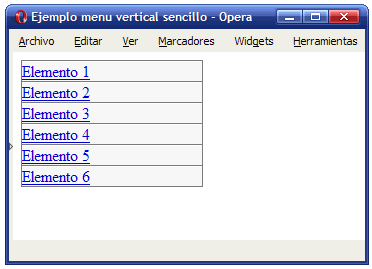 Ejemplo menu vertical sencillo - Opera
Archivo Editar Ver Marcadores Widgets Herramientas
Elemento 1
Elemento 2
Elemento 3
Elemento 4
Elemento 5
Elemento 6